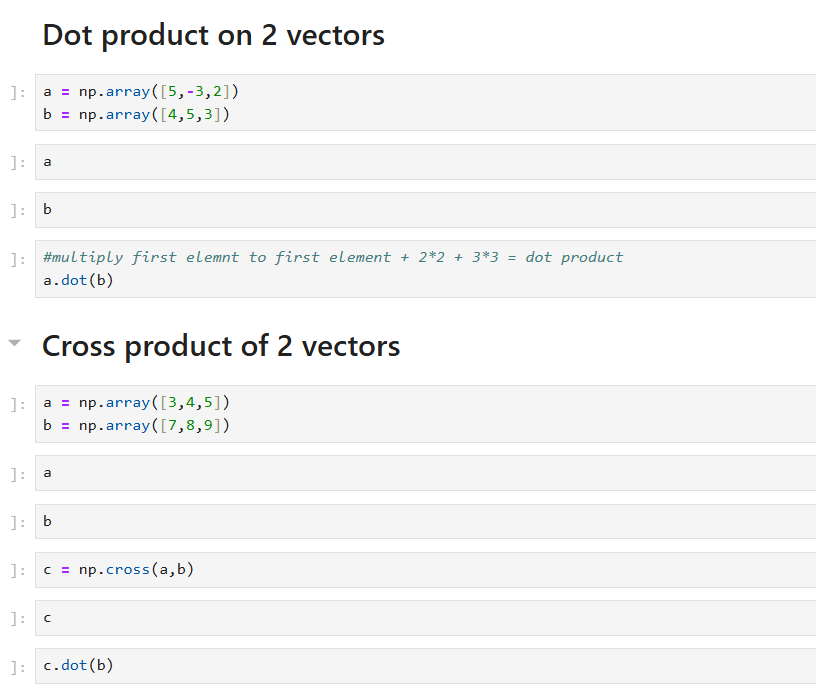 Dot product on 2 vectors
]: a = np.array([5,-3,2])
b = np.array([4,5,3])
]: a
]: b
]: #multiply first elemnt to first element + 2*2 + 3*3 = dot product
a.dot(b)
Cross product of 2 vectors
]: a = np.array([3,4,5])
b = np.array([7,8,9])
]: a
]: b
]: c = np.cross(a,b)
]: c
]: c.dot(b)